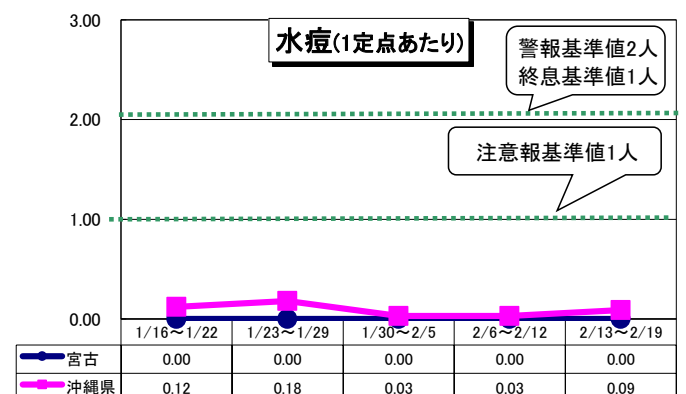 水痘(1定点あたり)
警報基準値2人
終息基準値1人
注意報基準値1人
3.00
2.00
1.00
0.00
1/16～1/22 1/23～1/29 1/30～2/5 2/6～2/12 2/13～2/19
宮古 0.00 0.00 0.00 0.00 0.00
沖縄県 0.12 0.18 0.03 0.03 0.09